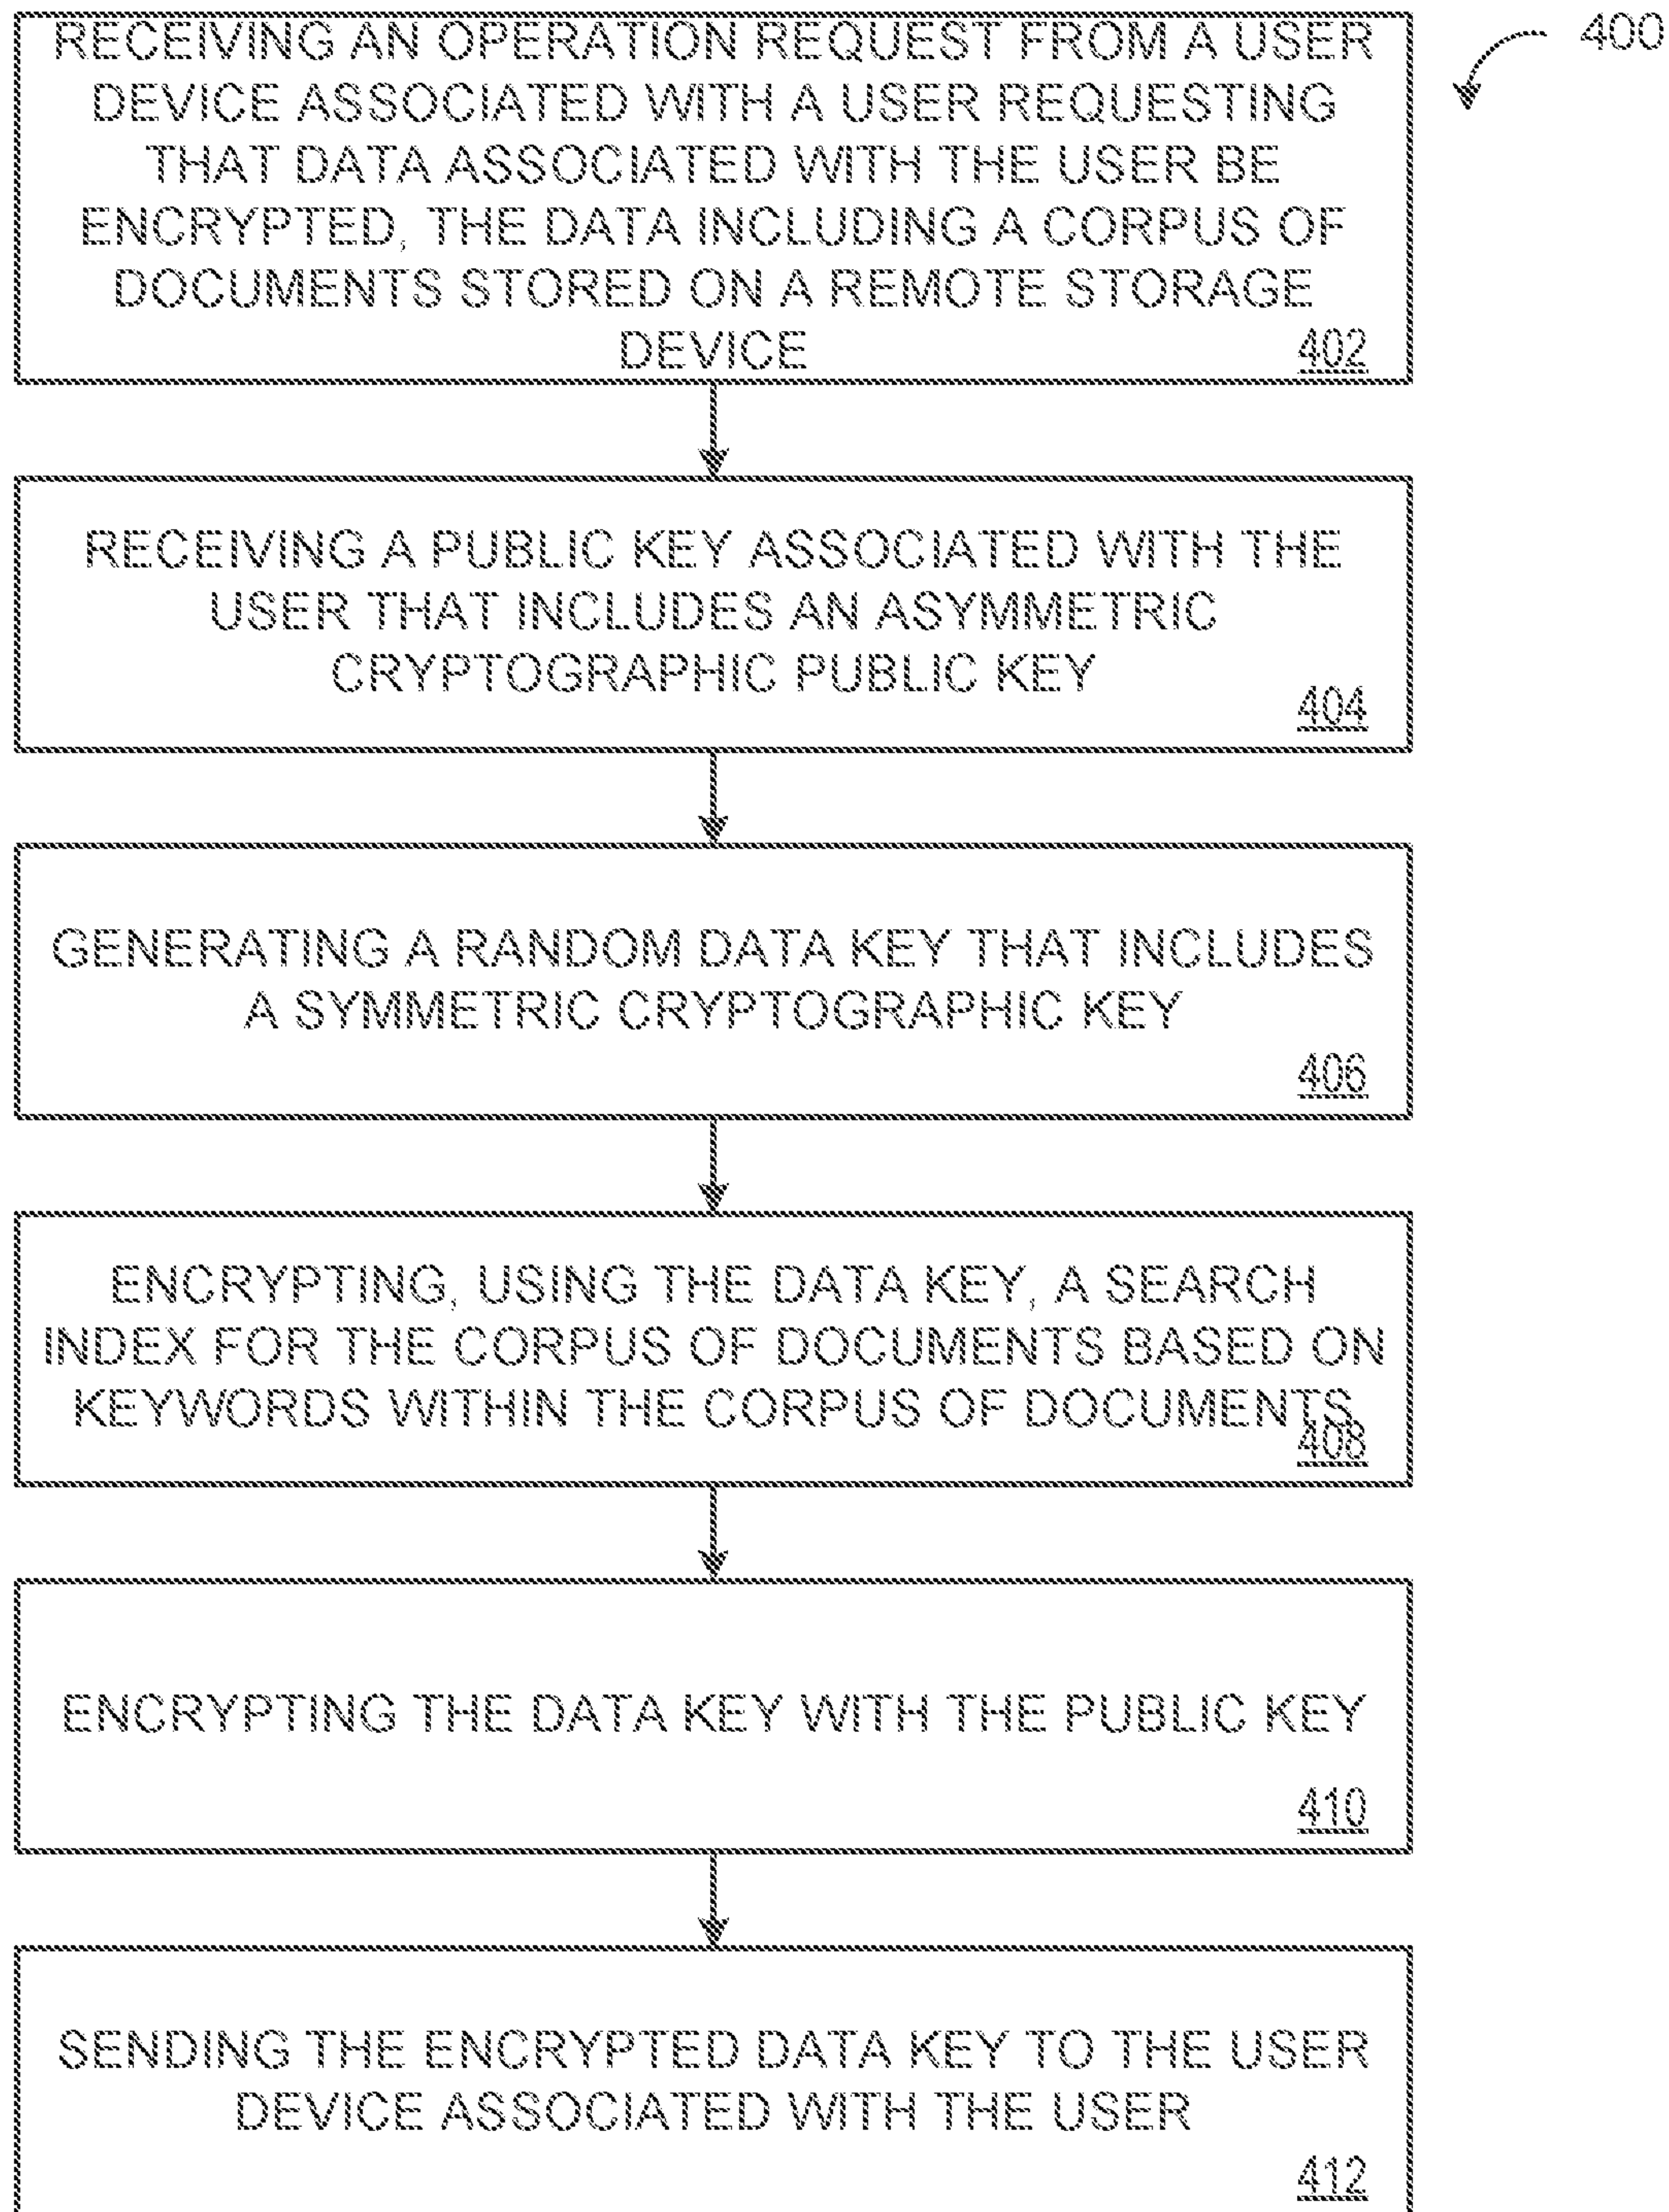 400
RECEIVING AN OPERATION REQUEST FROM A USER
DEVICE ASSOCIATED WITH A USER REQUESTING
THAT DATA ASSOCIATED WITH THE USER BE
ENCRYPTED, THE DATA INCLUDING A CORPUS OF
DOCUMENTS STORED ON A REMOTE STORAGE
DEVICE
402
RECEIVING A PUBLIC KEY ASSOCIATED WITH THE
USER THAT INCLUDES AN ASYMMETRIC
CRYPTOGRAPHIC PUBLIC KEY
404
GENERATING A RANDOM DATA KEY THAT INCLUDES
A SYMMETRIC CRYPTOGRAPHIC KEY
406
ENCRYPTING, USING THE DATA KEY, A SEARCH
INDEX FOR THE CORPUS OF DOCUMENTS BASED ON
KEYWORDS WITHIN THE CORPUS OF DOCUMENTS
408
ENCRYPTING THE DATA KEY WITH THE PUBLIC KEY
410
SENDING THE ENCRYPTED DATA KEY TO THE USER
DEVICE ASSOCIATED WITH THE USER
412